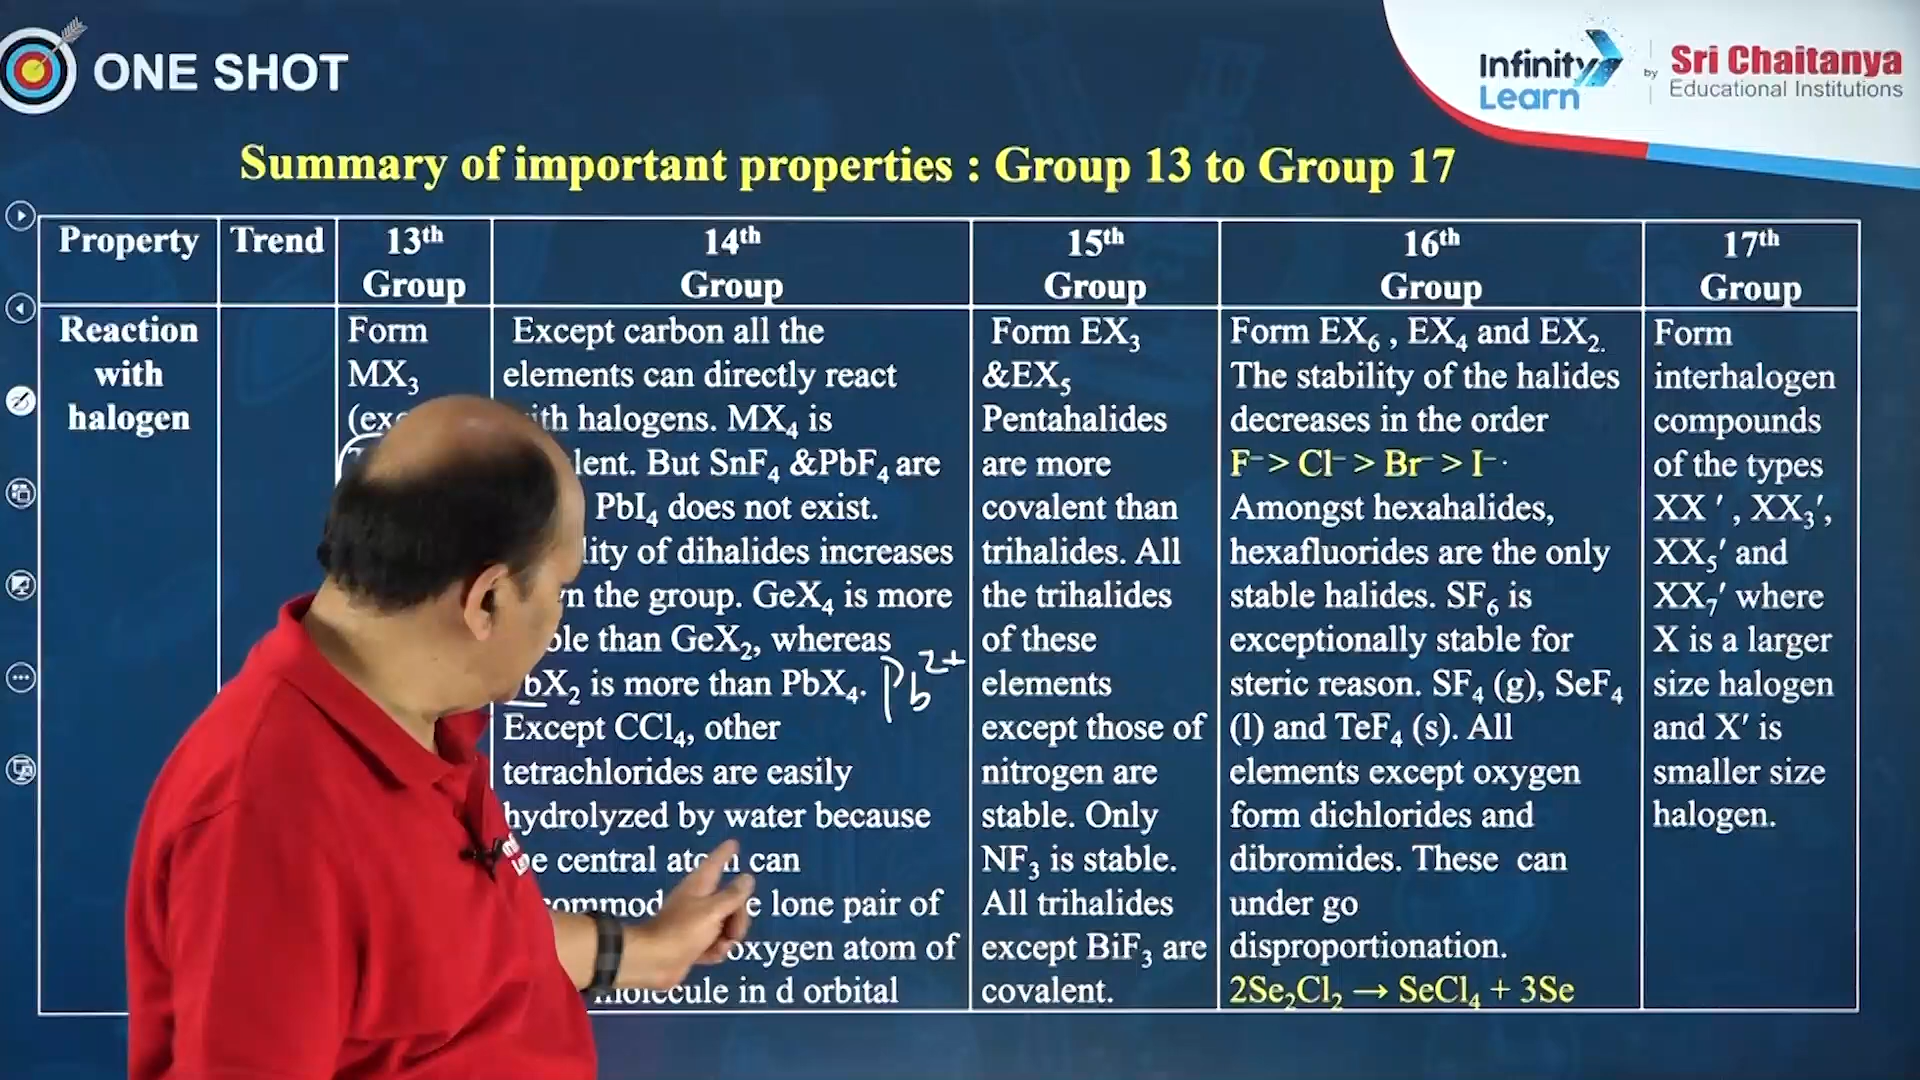 ONE SHOT
Infinity Learn by Sri Chaitanya Educational Institutions
Summary of important properties : Group 13 to Group 17
Property
Trend
13th
Group
14th
Group
15th
Group
16th
Group
17th
Group
Reaction
with
halogen
Form
MX₃
Except carbon all the
elements can directly react
halogens. MX₄ is
But SnF₄ &PbF₄ are
PbI₄ does not exist.
of dihalides increases
the group. GeX₄ is more
than GeX₂, whereas
bX₂ is more than PbX₄.
Pb²⁺
Except CCl₄, other
tetrachlorides are easily
hydrolyzed by water because
central can
lone pair of
oxygen atom of
molecule in d orbital
Form EX₃
&EX₅
Pentahalides
are more
covalent than
trihalides. All
the trihalides
of these
elements
except those of
nitrogen are
stable. Only
NF₃ is stable.
All trihalides
except BiF₃ are
covalent.
Form EX₆ , EX₄ and EX₂.
The stability of the halides
decreases in the order
F⁻ > Cl⁻ > Br⁻ > I⁻ ·
Amongst hexahalides,
hexafluorides are the only
stable halides. SF₆ is
exceptionally stable for
steric reason. SF₄ (g), SeF₄
(l) and TeF₄ (s). All
elements except oxygen
form dichlorides and
dibromides. These can
under go
disproportionation.
2Se₂Cl₂ → SeCl₄ + 3Se
Form
interhalogen
compounds
of the types
XX ′, XX₃′,
XX₅′ and
XX₇′ where
X is a larger
size halogen
and X′ is
smaller size
halogen.